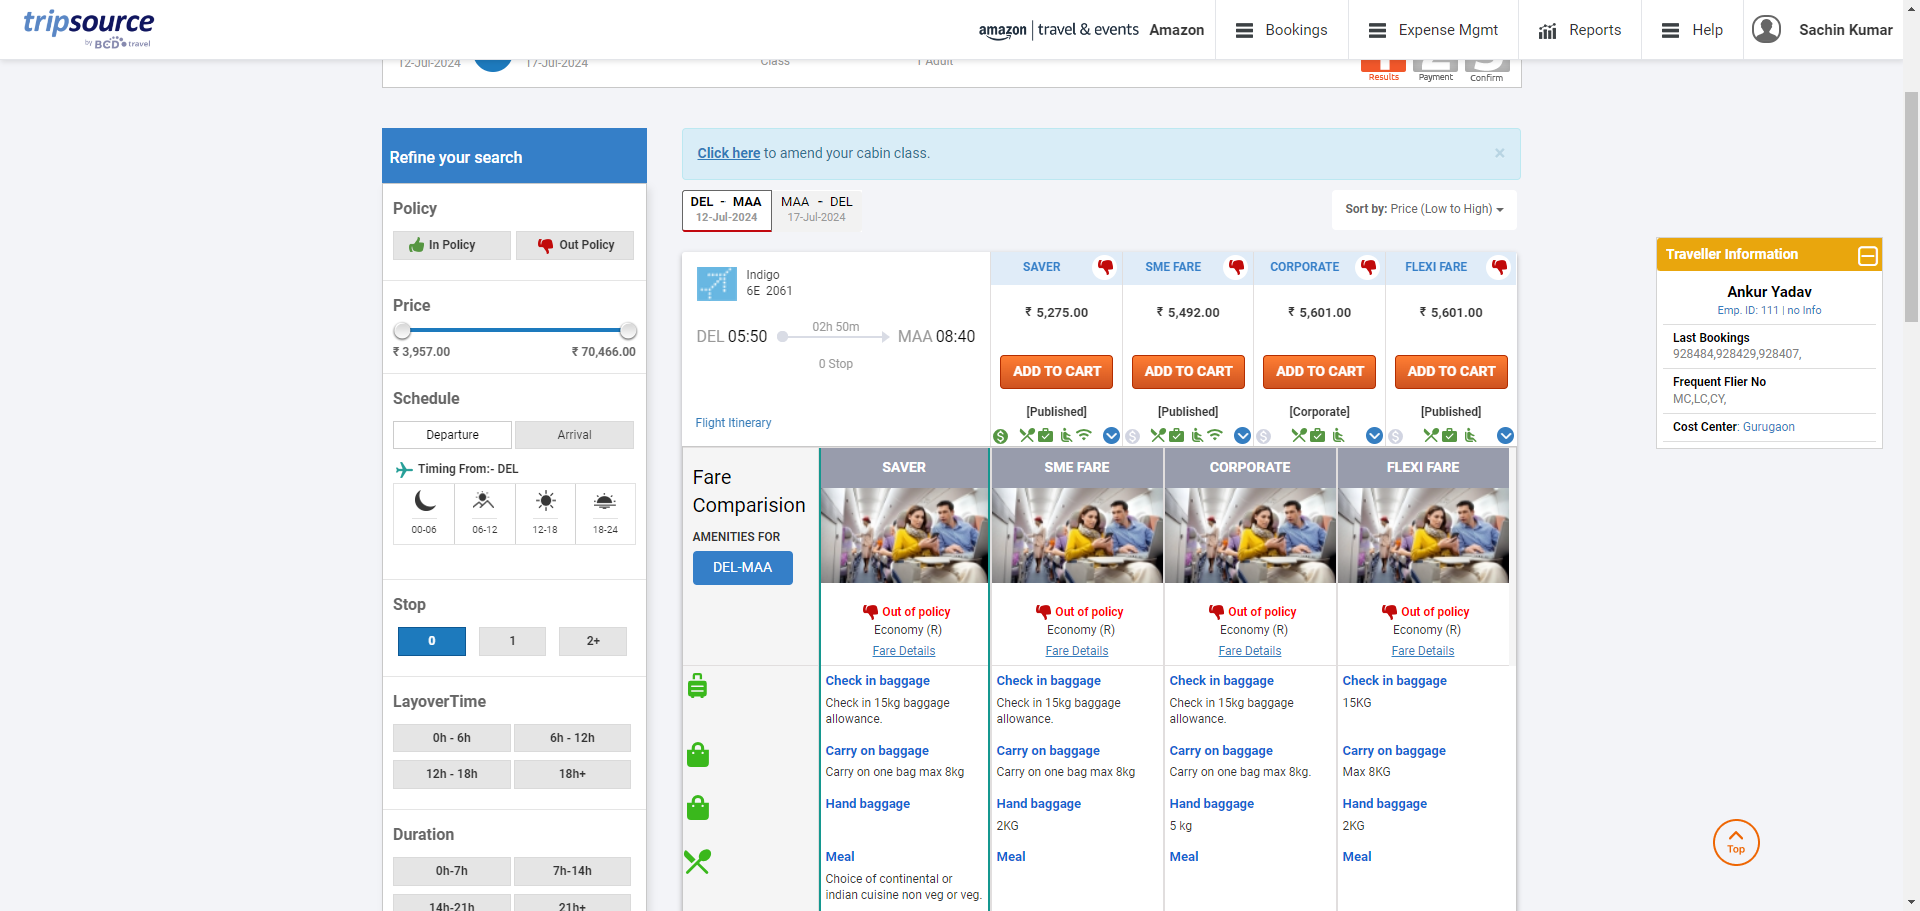 tripsource
by BCD travel
amazon | travel & events Amazon
Bookings
Expense Mgmt
Reports
Help
Sachin Kumar
12-Jul-2024
17-Jul-2024
Class
1 Adult
Results
Payment
Confirm
Refine your search
Policy
In Policy
Out Policy
Price
₹ 3,957.00
₹ 70,466.00
Schedule
Departure
Arrival
Timing From:- DEL
00-06
06-12
12-18
18-24
Stop
0
1
2+
LayoverTime
0h - 6h
6h - 12h
12h - 18h
18h+
Duration
0h-7h
7h-14h
14h-21h
21h+
Click here to amend your cabin class.
×
DEL - MAA
12-Jul-2024
MAA - DEL
17-Jul-2024
Sort by: Price (Low to High)
Indigo
6E 2061
DEL 05:50
02h 50m
MAA 08:40
0 Stop
Flight Itinerary
SAVER
₹ 5,275.00
ADD TO CART
[Published]
SME FARE
₹ 5,492.00
ADD TO CART
[Published]
CORPORATE
₹ 5,601.00
ADD TO CART
[Corporate]
FLEXI FARE
₹ 5,601.00
ADD TO CART
[Published]
Fare
Comparision
AMENITIES FOR
DEL-MAA
SAVER
Out of policy
Economy (R)
Fare Details
Check in baggage
Check in 15kg baggage
allowance.
Carry on baggage
Carry on one bag max 8kg
Hand baggage
Meal
Choice of continental or
indian cuisine non veg or veg.
SME FARE
Out of policy
Economy (R)
Fare Details
Check in baggage
Check in 15kg baggage
allowance.
Carry on baggage
Carry on one bag max 8kg
Hand baggage
2KG
Meal
CORPORATE
Out of policy
Economy (R)
Fare Details
Check in baggage
Check in 15kg baggage
allowance.
Carry on baggage
Carry on one bag max 8kg.
Hand baggage
5 kg
Meal
FLEXI FARE
Out of policy
Economy (R)
Fare Details
Check in baggage
15KG
Carry on baggage
Max 8KG
Hand baggage
2KG
Meal
Traveller Information
Ankur Yadav
Emp. ID: 111 | no Info
Last Bookings
928484,928429,928407,
Frequent Flier No
MC,LC,CY,
Cost Center: Gurugaon
Top